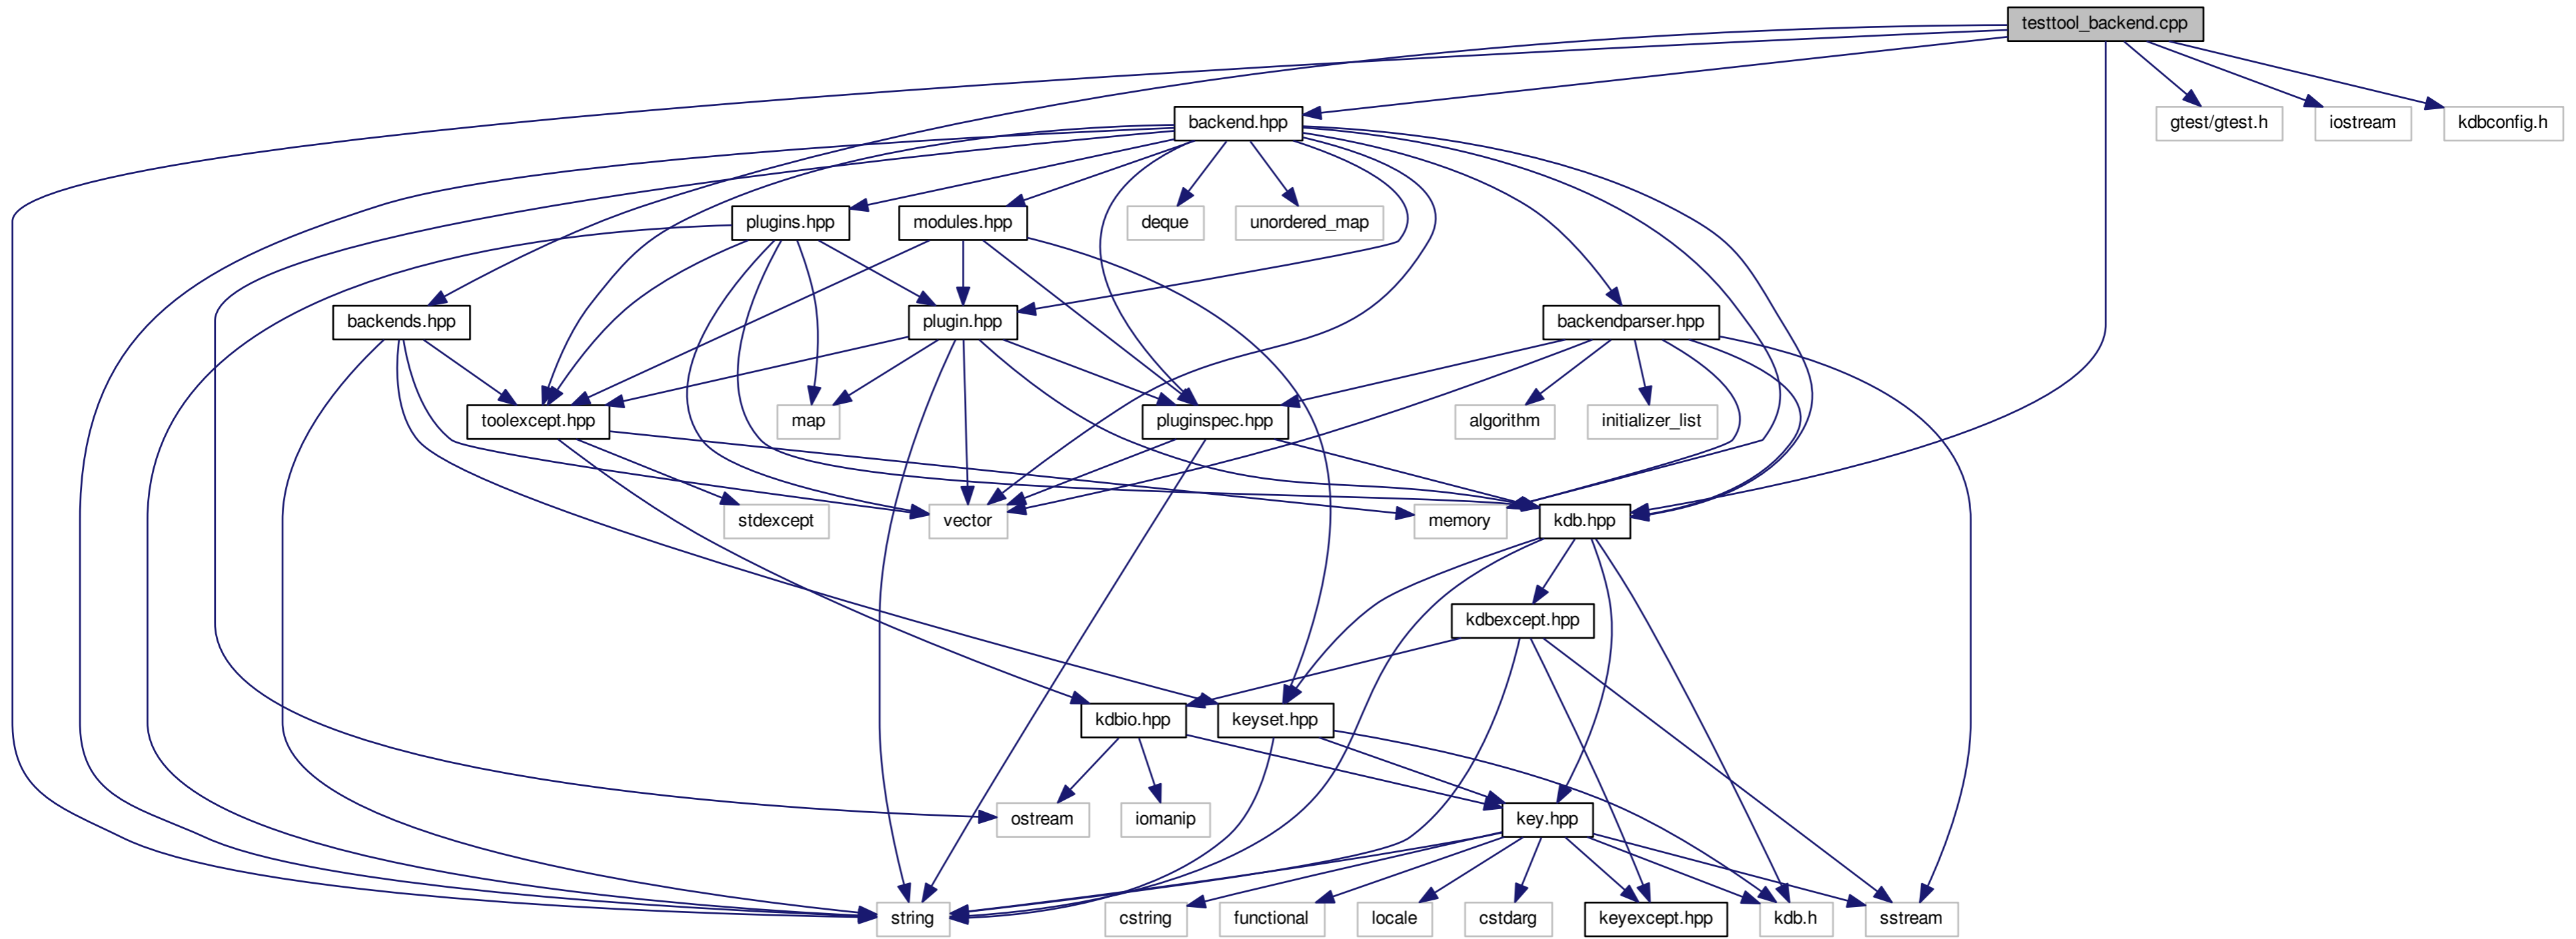 testtool_backend.cpp
backend.hpp
gtest/gtest.h
iostream
kdbconfig.h
plugins.hpp
modules.hpp
deque
unordered_map
backends.hpp
plugin.hpp
backendparser.hpp
toolexcept.hpp
map
pluginspec.hpp
algorithm
initializer_list
stdexcept
vector
memory
kdb.hpp
kdbexcept.hpp
kdbio.hpp
keyset.hpp
ostream
iomanip
key.hpp
string
cstring
functional
locale
cstdarg
keyexcept.hpp
kdb.h
sstream